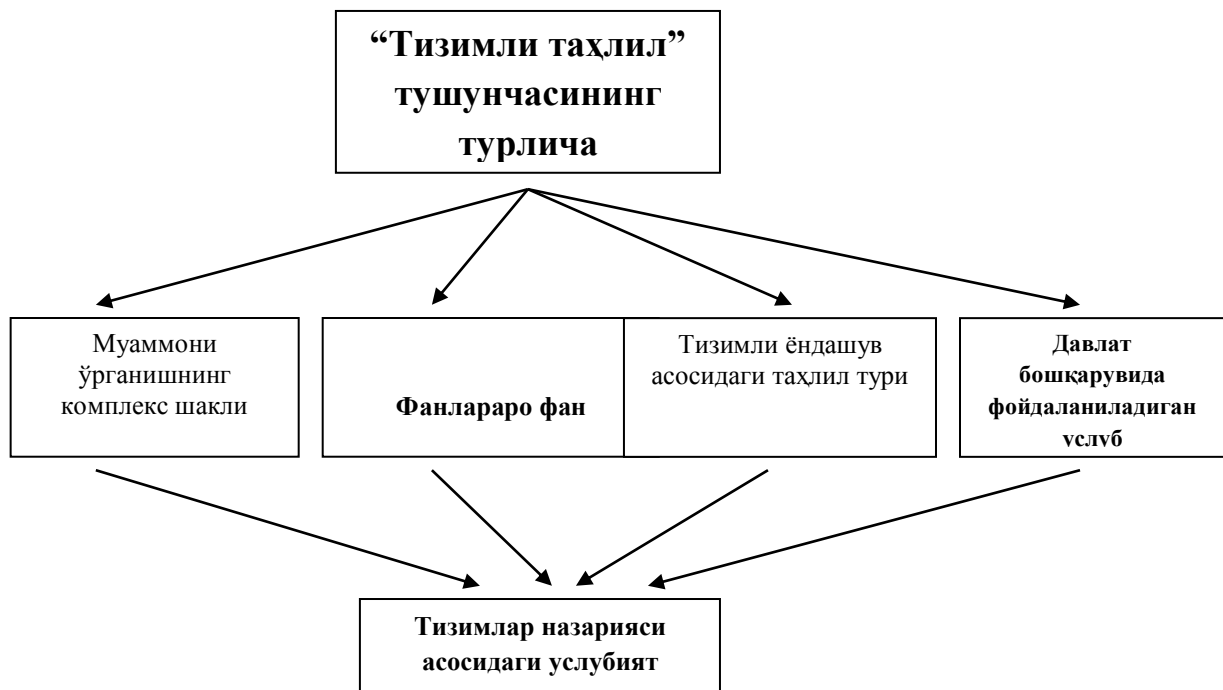 “Тизимли таҳлил”
тушунчасининг
турлича
Муаммони
ўрганишнинг
комплекс шакли
Фанлараро фан
Тизимли ёндашув
асосидаги таҳлил тури
Давлат
бошқарувида
фойдаланиладиган
услуб
Тизимлар назарияси
асосидаги услубият